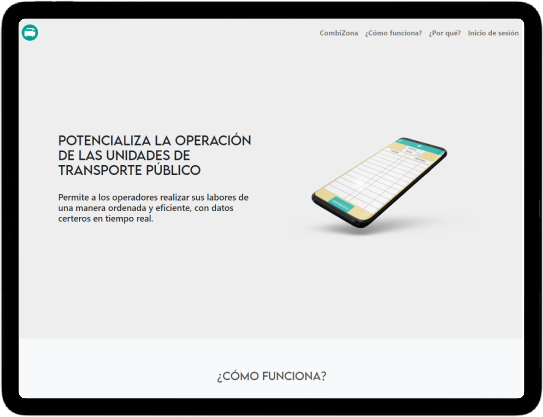 CombiZona ¿Cómo funciona? ¿Por qué? Inicio de sesión
POTENCIALIZA LA OPERACIÓN
DE LAS UNIDADES DE
TRANSPORTE PÚBLICO
Permite a los operadores realizar sus labores de
una manera ordenada y eficiente, con datos
certeros en tiempo real.
¿CÓMO FUNCIONA?